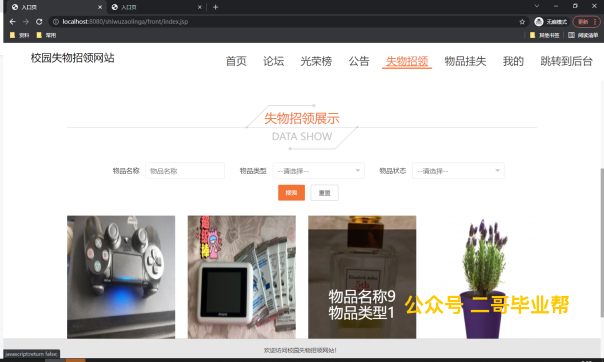 入口页
入口页
localhost:8080/shiwuzaolinga/front/index.jsp
无痕模式
更新
资料
常用
其他书签
阅读清单
校园失物招领网站
首页
论坛
光荣榜
公告
失物招领
物品挂失
我的
跳转到后台
失物招领展示
DATA SHOW
物品名称
物品名称
物品类型
--请选择--
物品状态
--请选择--
搜索
重置
物品名称9
物品类型1
公众号 二哥毕业帮
欢迎访问校园失物招领网站!
javascript:return false;